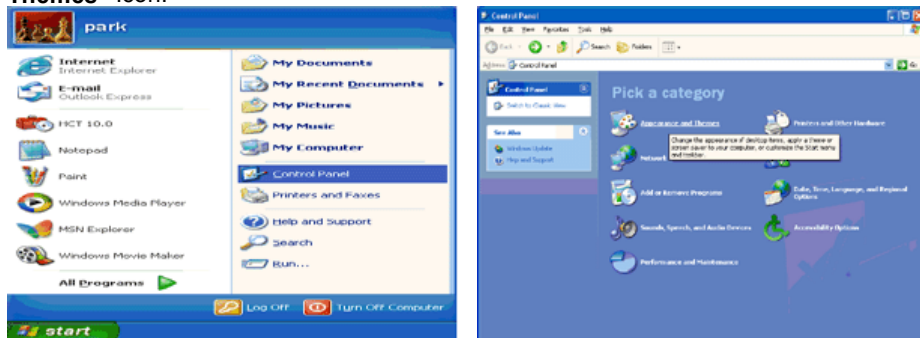 Themes" icon.
park
Internet
Internet Explorer
E-mail
Outlook Express
HCT 10.0
Notepad
Paint
Windows Media Player
MSN Explorer
Windows Movie Maker
All Programs
My Documents
My Recent Documents
My Pictures
My Music
My Computer
Control Panel
Printers and Faxes
Help and Support
Search
Run...
Log Off
Turn Off Computer
start
Control Panel
File Edit View Favorites Tools Help
Back
Search Folders
Address Control Panel
Go
Control Panel
Switch to Classic View
See Also
Windows Update
Help and Support
Pick a category
Appearance and Themes
Printers and Other Hardware
Change the appearance of desktop items, apply a theme or
screen saver to your computer, or customize the Start menu
and taskbar.
Network
Add or Remove Programs
Date, Time, Language, and Regional
Options
Sounds, Speech, and Audio Devices
Accessibility Options
Performance and Maintenance